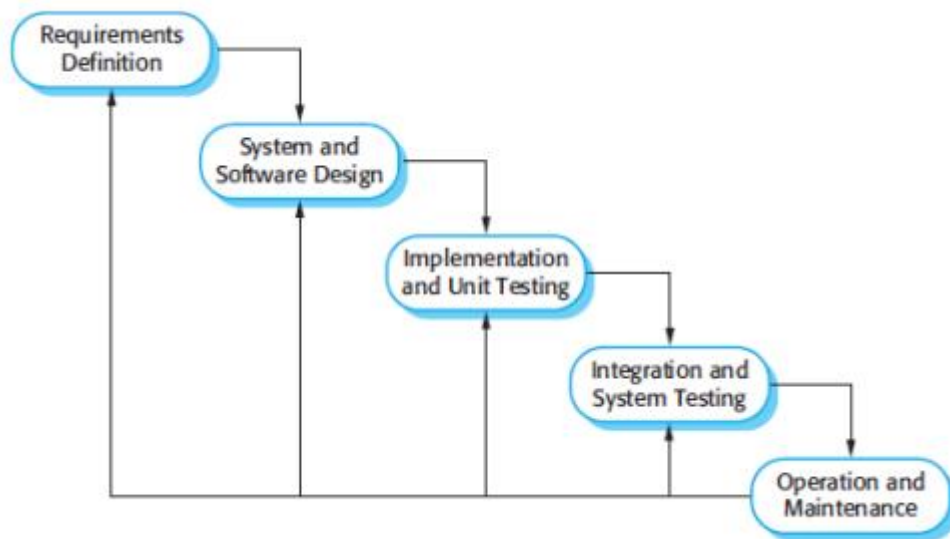 Requirements
Definition
System and
Software Design
Implementation
and Unit Testing
Integration and
System Testing
Operation and
Maintenance